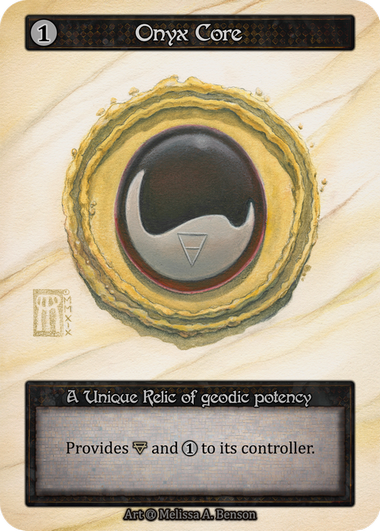 1 Onyx Core
MMXIX
A Unique Relic of geodic potency
Provides 🜃 and ① to its controller.
Art © Melissa A. Benson